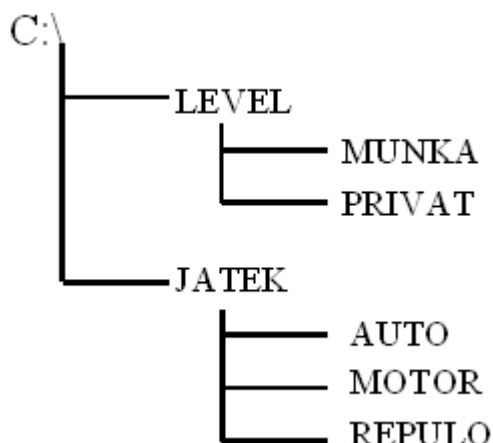 C:\
LEVEL
MUNKA
PRIVAT
JATEK
AUTO
MOTOR
REPULO